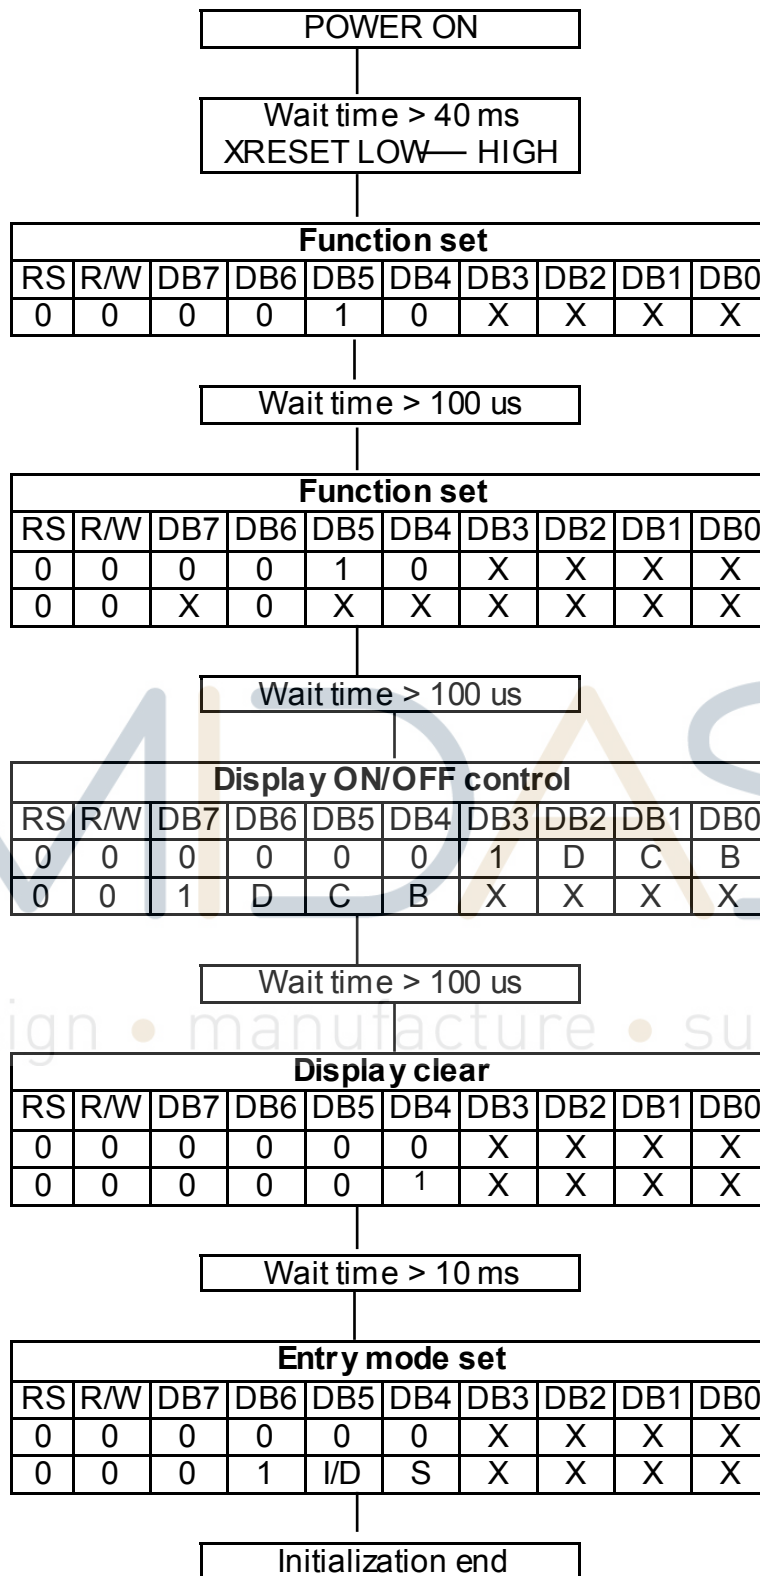 POWER ON
Wait time > 40 ms
XRESET LOW — HIGH
Function set
RS R/W DB7 DB6 DB5 DB4 DB3 DB2 DB1 DB0
0 0 0 0 1 0 X X X X
Wait time > 100 us
Function set
RS R/W DB7 DB6 DB5 DB4 DB3 DB2 DB1 DB0
0 0 0 0 1 0 X X X X
0 0 X 0 X X X X X X
Wait time > 100 us
MIDAS
Display ON/OFF control
RS R/W DB7 DB6 DB5 DB4 DB3 DB2 DB1 DB0
0 0 0 0 0 0 1 D C B
0 0 1 D C B X X X X
Wait time > 100 us
ign • manufacture • su
Display clear
RS R/W DB7 DB6 DB5 DB4 DB3 DB2 DB1 DB0
0 0 0 0 0 0 X X X X
0 0 0 0 0 1 X X X X
Wait time > 10 ms
Entry mode set
RS R/W DB7 DB6 DB5 DB4 DB3 DB2 DB1 DB0
0 0 0 0 0 0 X X X X
0 0 0 1 I/D S X X X X
Initialization end